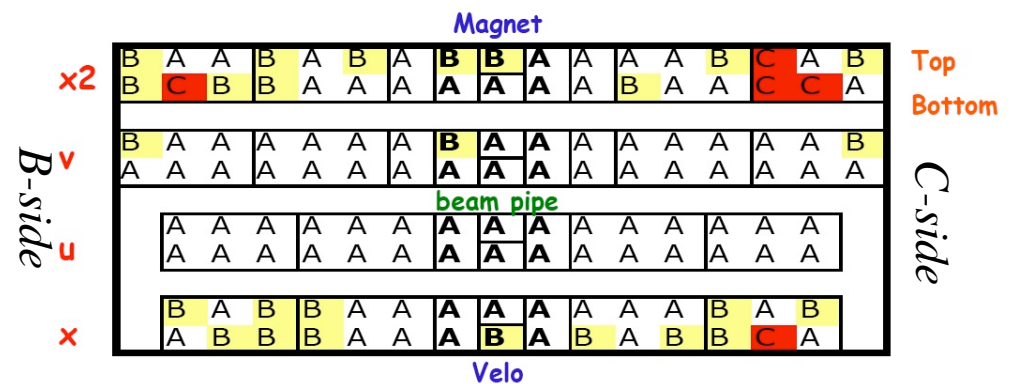 Magnet
B A A B A B A B B A A A A B C A B Top
x2
B C B B A A A A A A A B A A C C A
Bottom
B A A A A A A B A A A A A A A A B
v
A A A A A A A A A A A A A A A A A
B-side
C-side
beam pipe
A A A A A A A A A A A A A A A
u
A A A A A A A A A A A A A A A
B A B B A A A A A A A A B A B
x
A B B B A A A B A B A B B C A
Velo